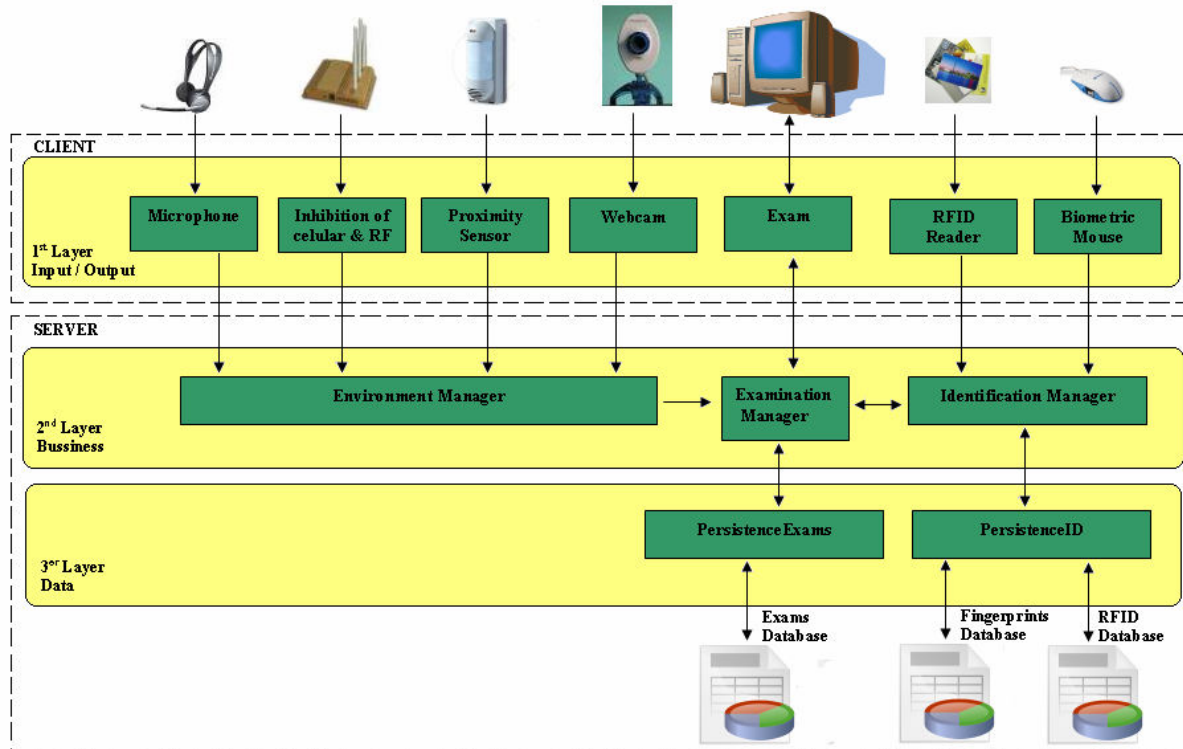 CLIENT
Microphone
Inhibition of
celular & RF
Proximity
Sensor
Webcam
Exam
RFID
Reader
Biometric
Mouse
1st Layer
Input / Output
SERVER
Environment Manager
Examination
Manager
Identification Manager
2nd Layer
Bussiness
PersistenceExams
PersistenceID
3er Layer
Data
Exams
Database
Fingerprints
Database
RFID
Database